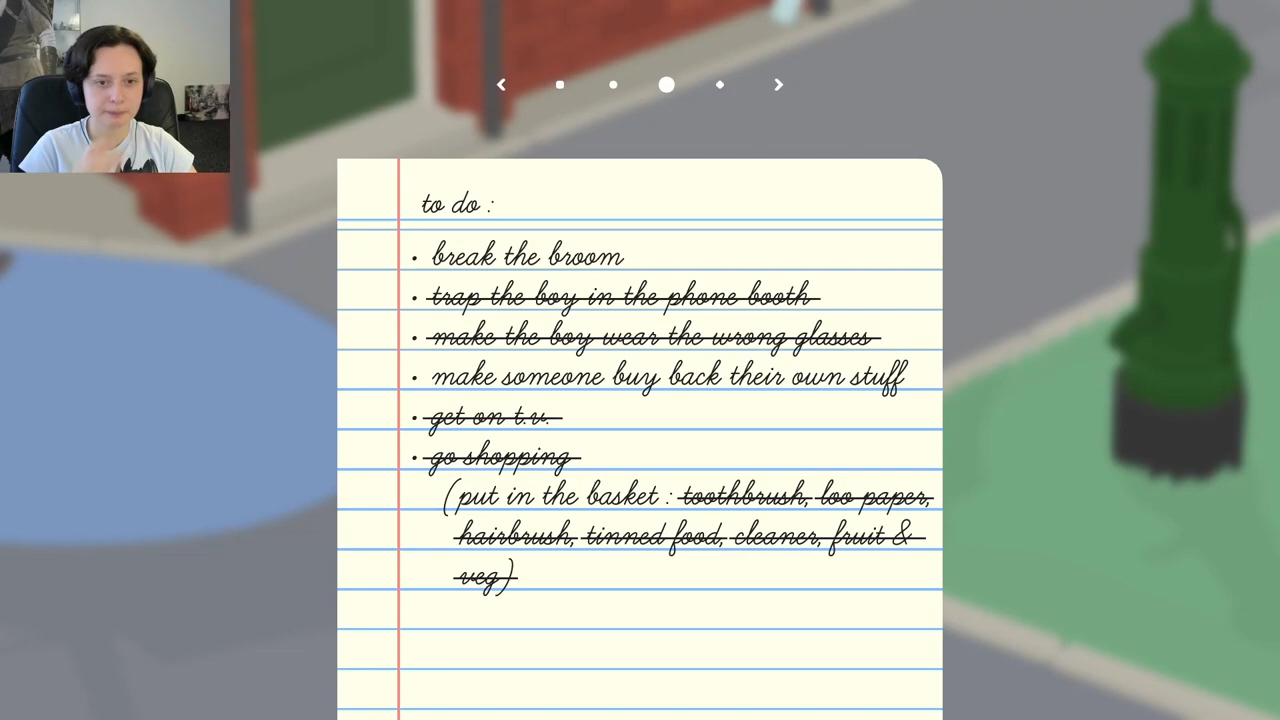 to do :
• break the broom
• trap the boy in the phone booth
• make the boy wear the wrong glasses
• make someone buy back their own stuff
• get on t.v.
• go shopping
(put in the basket : toothbrush, loo paper,
hairbrush, tinned food, cleaner, fruit &
veg)